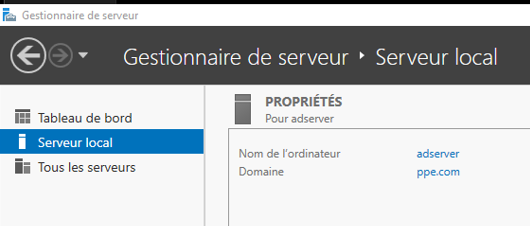 Gestionnaire de serveur
Gestionnaire de serveur ‣ Serveur local
Tableau de bord
Serveur local
Tous les serveurs
PROPRIÉTÉS
Pour adserver
Nom de l'ordinateur adserver
Domaine ppe.com